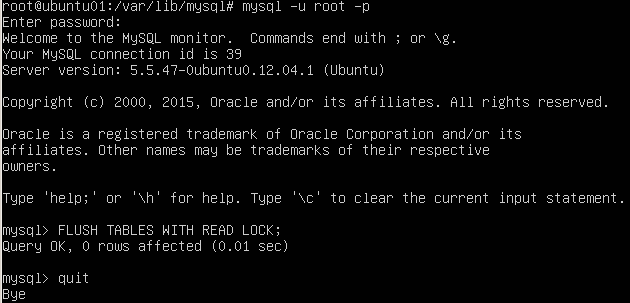 root@ubuntu01:/var/lib/mysql# mysql -u root -p
Enter password:
Welcome to the MySQL monitor.  Commands end with ; or \g.
Your MySQL connection id is 39
Server version: 5.5.47-0ubuntu0.12.04.1 (Ubuntu)
Copyright (c) 2000, 2015, Oracle and/or its affiliates. All rights reserved.
Oracle is a registered trademark of Oracle Corporation and/or its
affiliates. Other names may be trademarks of their respective
owners.
Type 'help;' or '\h' for help. Type '\c' to clear the current input statement.
mysql> FLUSH TABLES WITH READ LOCK;
Query OK, 0 rows affected (0.01 sec)
mysql> quit
Bye